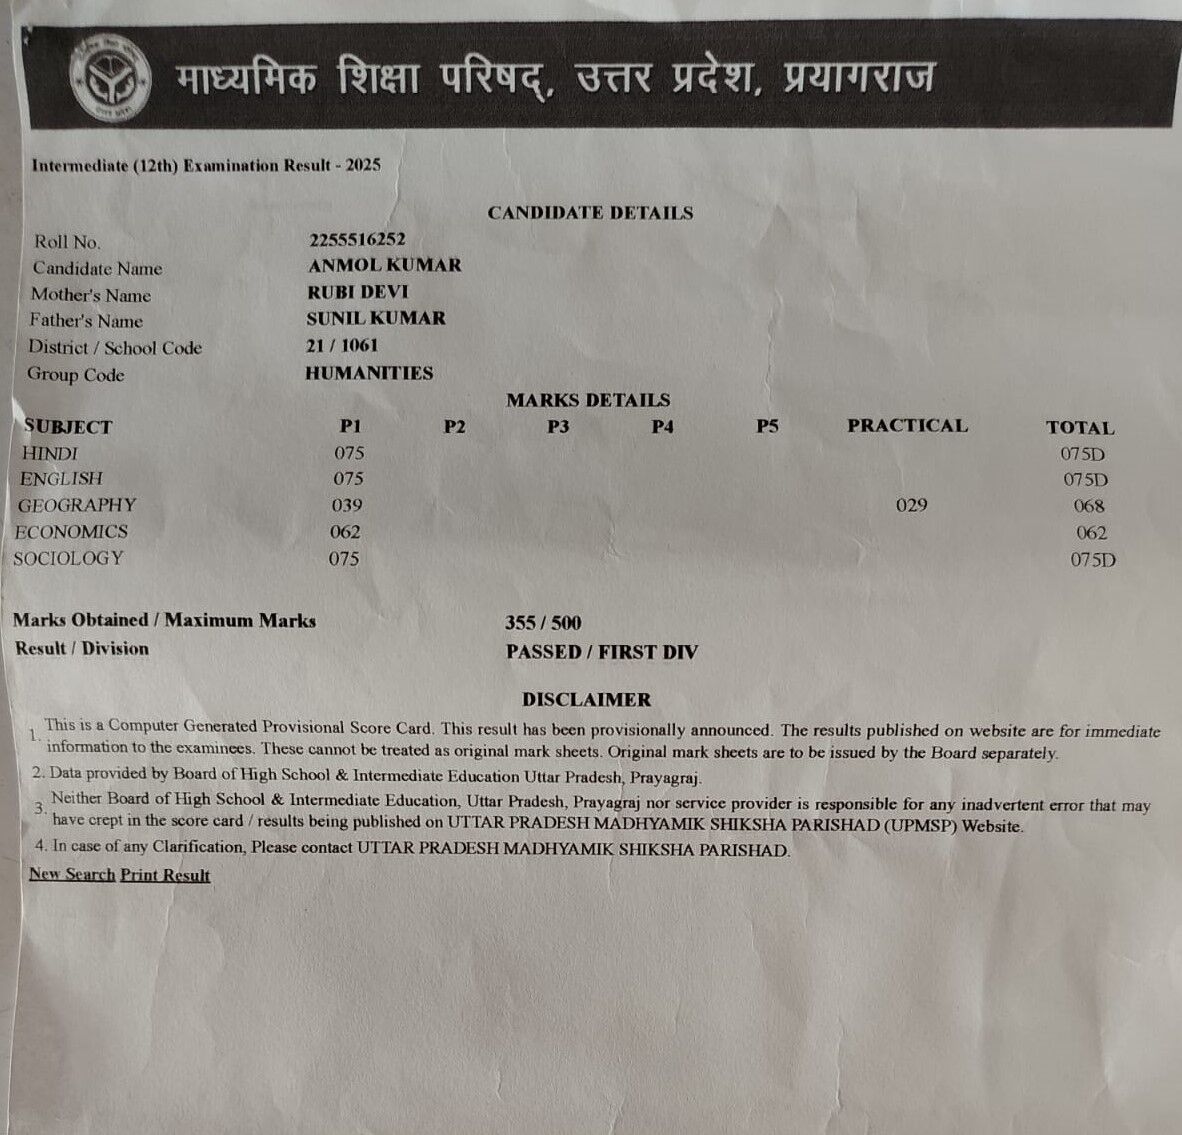 माध्यमिक शिक्षा परिषद्, उत्तर प्रदेश, प्रयागराज
Intermediate (12th) Examination Result - 2025
CANDIDATE DETAILS
Roll No. 2255516252
Candidate Name ANMOL KUMAR
Mother's Name RUBI DEVI
Father's Name SUNIL KUMAR
District / School Code 21 / 1061
Group Code HUMANITIES
MARKS DETAILS
SUBJECT P1 P2 P3 P4 P5 PRACTICAL TOTAL
HINDI 075 075D
ENGLISH 075 075D
GEOGRAPHY 039 029 068
ECONOMICS 062 062
SOCIOLOGY 075 075D
Marks Obtained / Maximum Marks 355 / 500
Result / Division PASSED / FIRST DIV
DISCLAIMER
1. This is a Computer Generated Provisional Score Card. This result has been provisionally announced. The results published on website are for immediate
information to the examinees. These cannot be treated as original mark sheets. Original mark sheets are to be issued by the Board separately.
2. Data provided by Board of High School & Intermediate Education Uttar Pradesh, Prayagraj.
3. Neither Board of High School & Intermediate Education, Uttar Pradesh, Prayagraj nor service provider is responsible for any inadvertent error that may
have crept in the score card / results being published on UTTAR PRADESH MADHYAMIK SHIKSHA PARISHAD (UPMSP) Website.
4. In case of any Clarification, Please contact UTTAR PRADESH MADHYAMIK SHIKSHA PARISHAD.
New Search Print Result